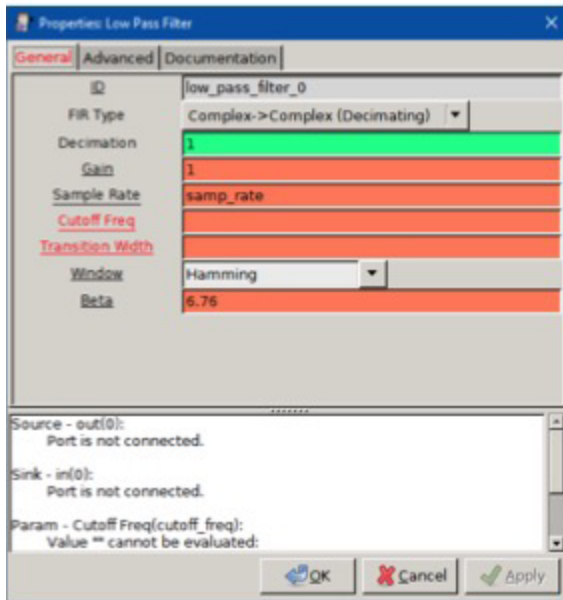 Properties: Low Pass Filter
General Advanced Documentation
ID low_pass_filter_0
FIR Type Complex->Complex (Decimating)
Decimation 1
Gain 1
Sample Rate samp_rate
Cutoff Freq
Transition Width
Window Hamming
Beta 6.76
Source - out(0):
Port is not connected.
Sink - in(0):
Port is not connected.
Param - Cutoff Freq(cutoff_freq):
Value "" cannot be evaluated:
OK Cancel Apply